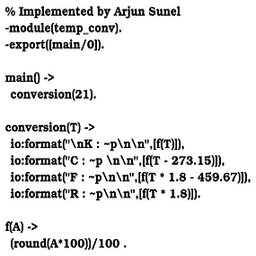 % Implemented by Arjun Sunel
-module(temp_conv).
-export([main/0]).
main() ->
conversion(21).
conversion(T) ->
io:format("\nK : ~p\n\n",[f(T)]),
io:format("C : ~p \n\n",[f(T - 273.15)]),
io:format("F : ~p\n\n",[f(T * 1.8 - 459.67)]),
io:format("R : ~p\n\n",[f(T * 1.8)]).
f(A) ->
(round(A*100))/100 .